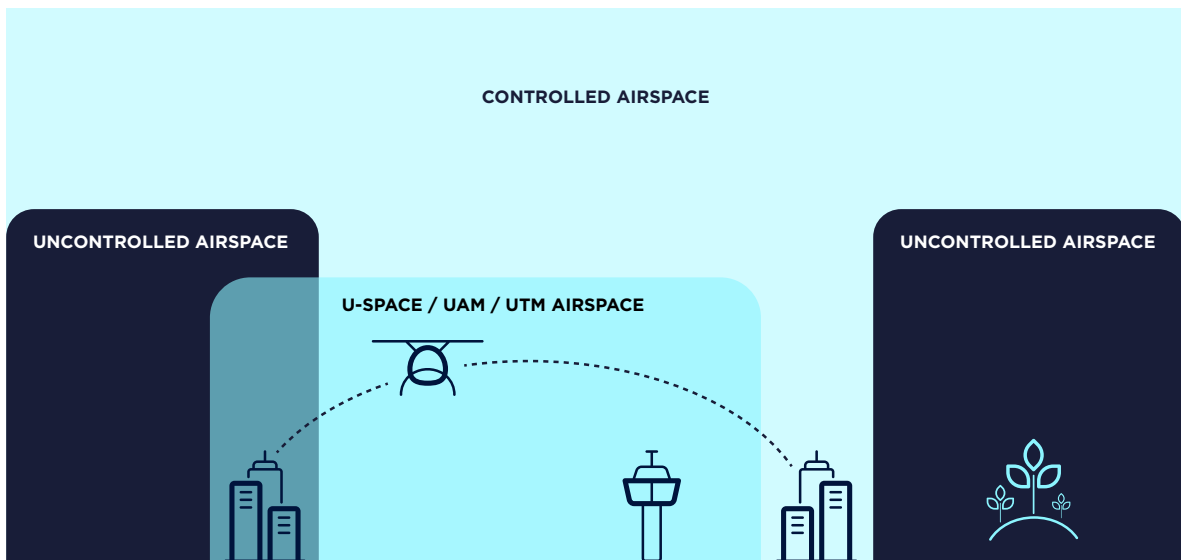 CONTROLLED AIRSPACE
UNCONTROLLED AIRSPACE
UNCONTROLLED AIRSPACE
U-SPACE / UAM / UTM AIRSPACE